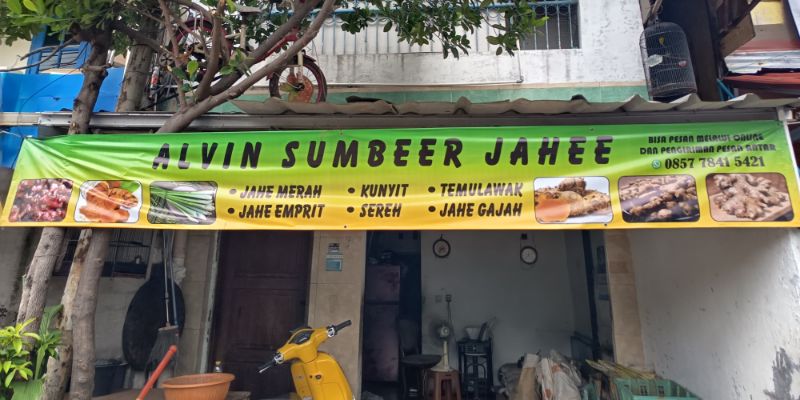 ALVIN SUMBEER JAHEE
BISA PESAN MELALUI ONLINE
DAN PENGIRIMAN PESAN ANTAR
0857 7841 5421
• JAHE MERAH • KUNYIT • TEMULAWAK
• JAHE EMPRIT • SEREH • JAHE GAJAH